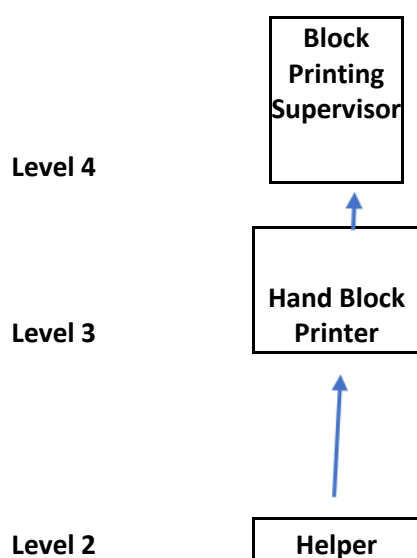 Block
Printing
Supervisor
Level 4
Hand Block
Level 3 Printer
Level 2 Helper